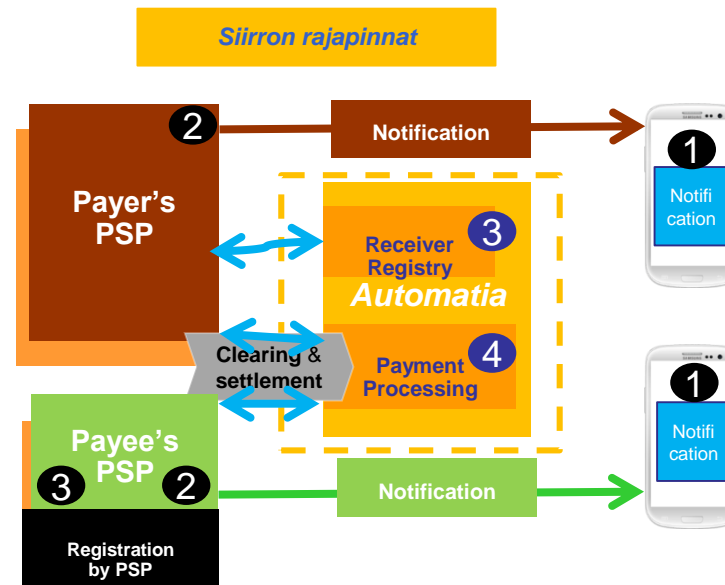 Siirron rajapinnat
2
Notification
1
Notifi
cation
Payer's
PSP
3
Receiver
Registry
Automatia
Clearing &
settlement
4
Payment
Processing
1
Notifi
cation
Payee's
PSP
3
2
Notification
Registration
by PSP